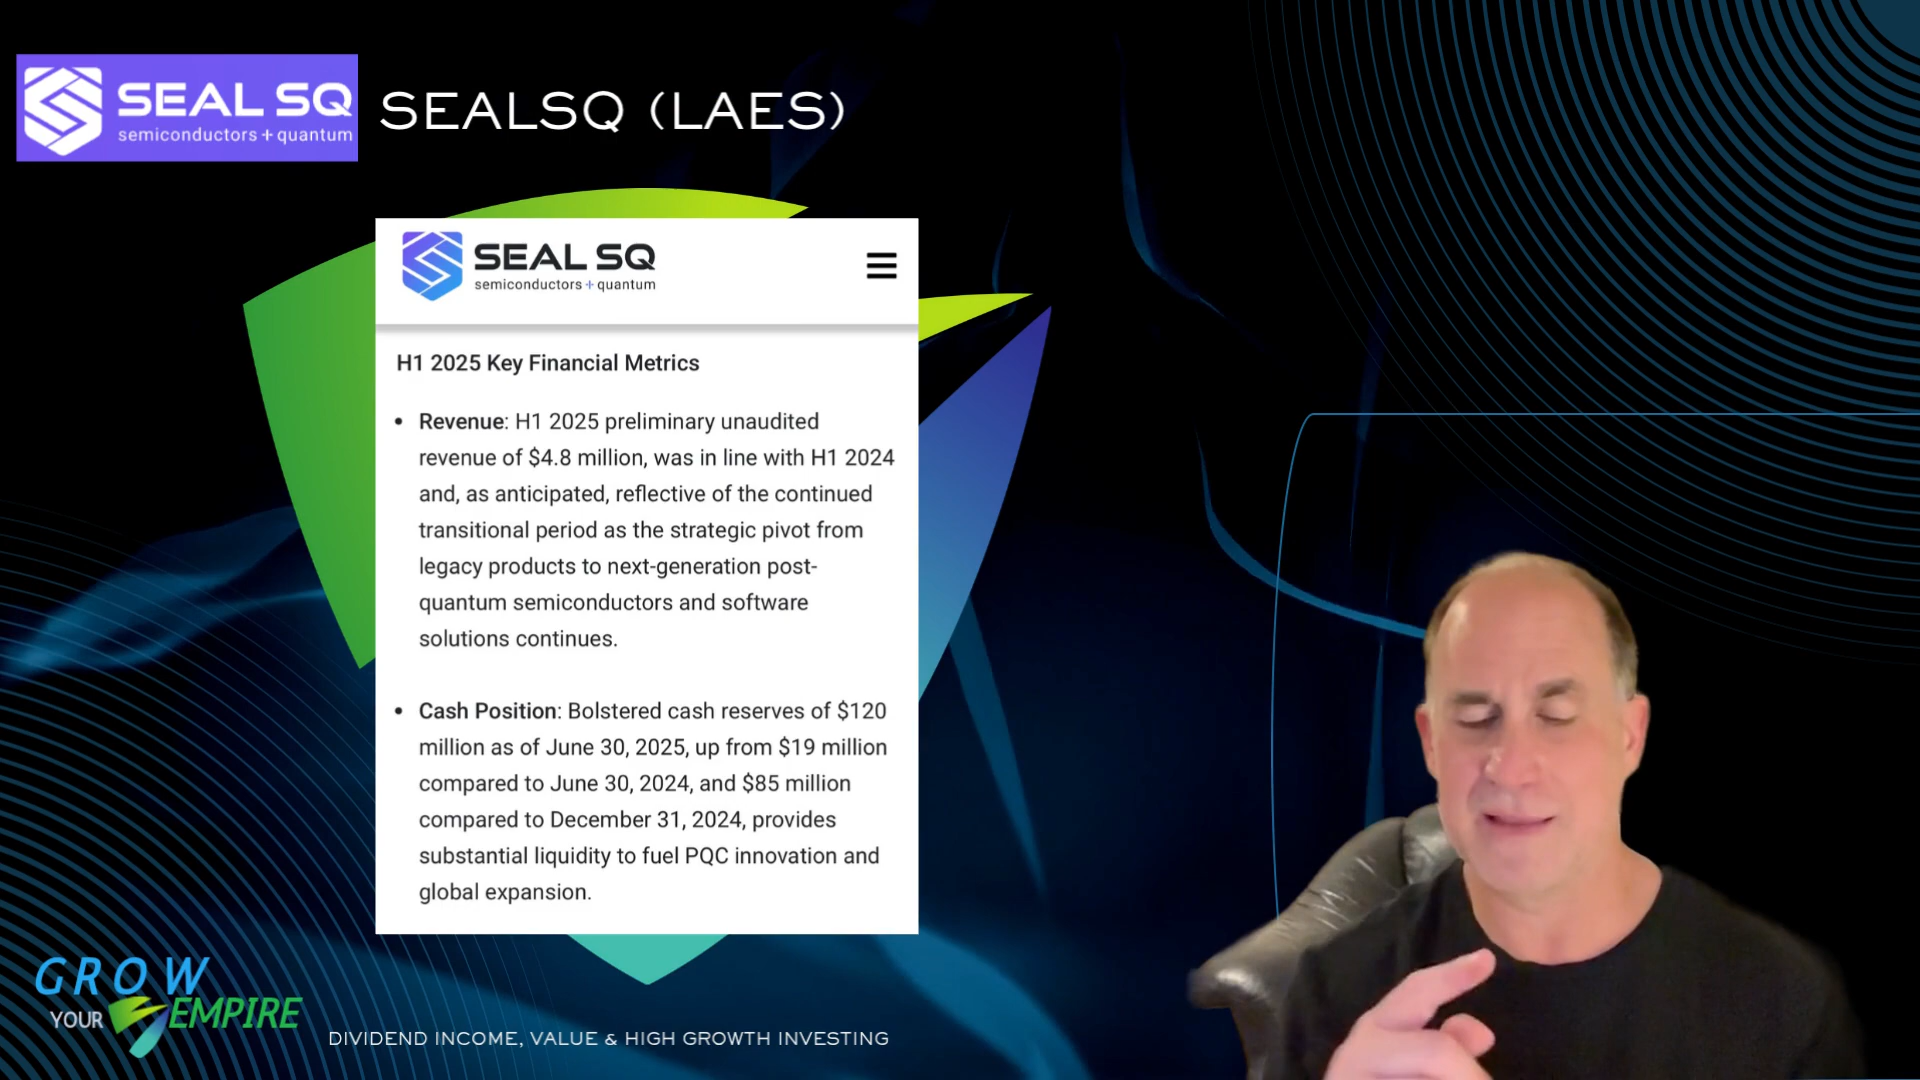 SEAL SQ
semiconductors + quantum
SEALSQ (LAES)
SEAL SQ
semiconductors + quantum
H1 2025 Key Financial Metrics
• Revenue: H1 2025 preliminary unaudited
revenue of $4.8 million, was in line with H1 2024
and, as anticipated, reflective of the continued
transitional period as the strategic pivot from
legacy products to next-generation post-
quantum semiconductors and software
solutions continues.
• Cash Position: Bolstered cash reserves of $120
million as of June 30, 2025, up from $19 million
compared to June 30, 2024, and $85 million
compared to December 31, 2024, provides
substantial liquidity to fuel PQC innovation and
global expansion.
GROW
YOUR EMPIRE
DIVIDEND INCOME, VALUE & HIGH GROWTH INVESTING